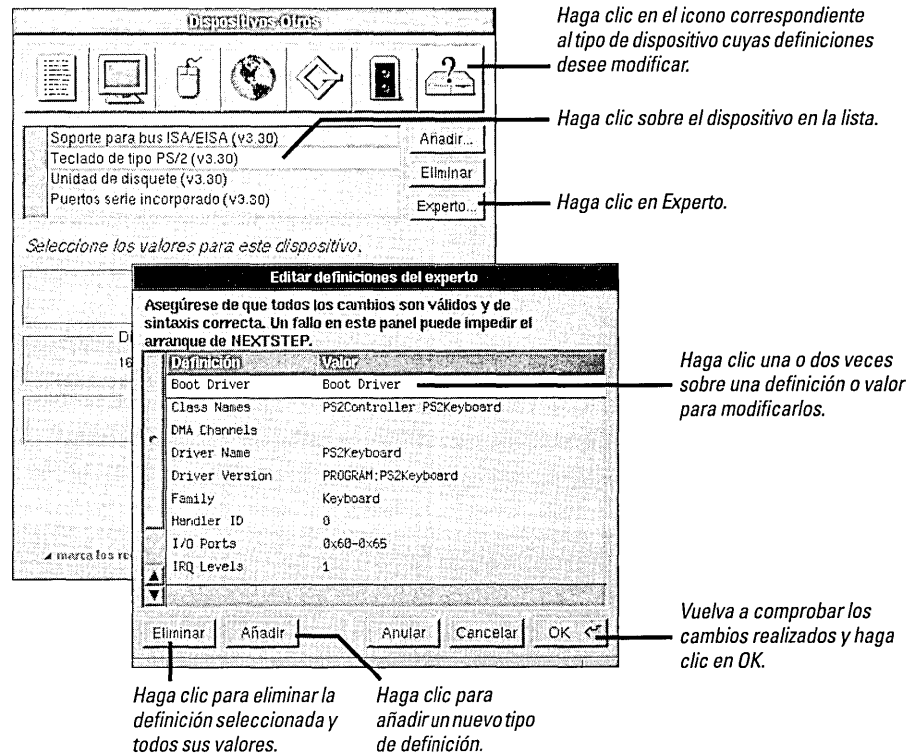 Dispositivos Otros
Haga clic en el icono correspondiente
al tipo de dispositivo cuyas definiciones
desee modificar.
?
Haga clic sobre el dispositivo en la lista.
Soporte para bus ISA/EISA (v3.30)
Teclado de tipo PS/2 (v3.30)
Unidad de disquete (v3.30)
Puertos serie incorporado (v3.30)
Añadir...
Eliminar
Experto...
Haga clic en Experto.
Seleccione los valores para este dispositivo.
Editar definiciones del experto
Asegúrese de que todos los cambios son válidos y de
sintaxis correcta. Un fallo en este panel puede impedir el
arranque de NEXTSTEP.
Definición Valor
Boot Driver Boot Driver
Class Names PS2Controller PS2Keyboard
DMA Channels
Driver Name PS2Keyboard
Driver Version PROGRAM:PS2Keyboard
Family Keyboard
Handler ID 0
I/O Ports 0x60-0x65
IRQ Levels 1
Haga clic una o dos veces
sobre una definición o valor
para modificarlos.
marca los re
Eliminar Añadir Anular Cancelar OK
Vuelva a comprobar los
cambios realizados y haga
clic en OK.
Haga clic para eliminar la
definición seleccionada y
todos sus valores.
Haga clic para
añadir un nuevo tipo
de definición.